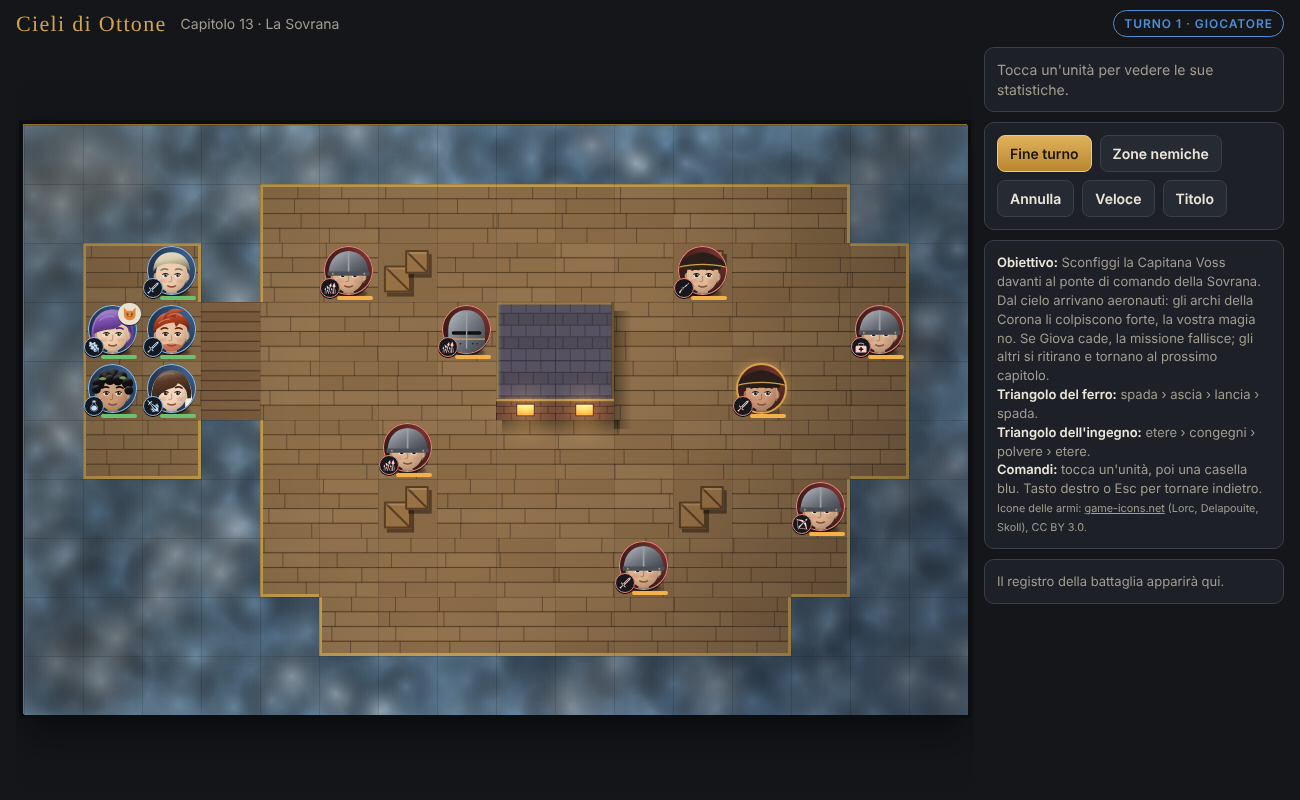 Cieli di Ottone
Capitolo 13 · La Sovrana
TURNO 1 · GIOCATORE
Tocca un'unità per vedere le sue
statistiche.
Fine turno
Zone nemiche
Annulla
Veloce
Titolo
Obiettivo: Sconfiggi la Capitana Voss
davanti al ponte di comando della Sovrana.
Dal cielo arrivano aeronauti: gli archi della
Corona li colpiscono forte, la vostra magia
no. Se Giova cade, la missione fallisce; gli
altri si ritirano e tornano al prossimo
capitolo.
Triangolo del ferro: spada › ascia › lancia ›
spada.
Triangolo dell'ingegno: etere › congegni ›
polvere › etere.
Comandi: tocca un'unità, poi una casella
blu. Tasto destro o Esc per tornare indietro.
Icone delle armi: game-icons.net (Lorc, Delapouite,
Skoll), CC BY 3.0.
Il registro della battaglia apparirà qui.